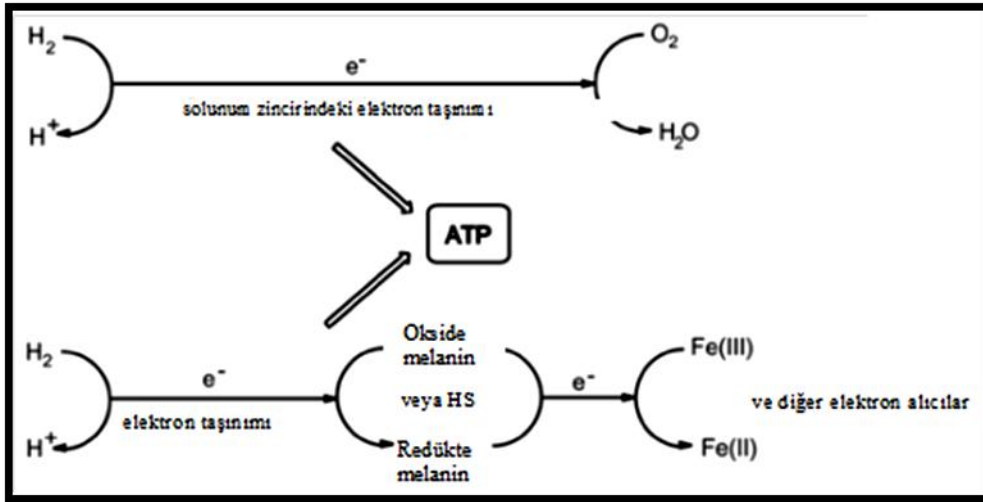 H2
O2
e-
solunum zincirindeki elektron taşınımı
H+
H2O
ATP
Okside
melanin
H2
Fe(III)
e-
e-
veya HS
ve diğer elektron alıcılar
elektron taşınımı
H+
Redükte
melanin
Fe(II)